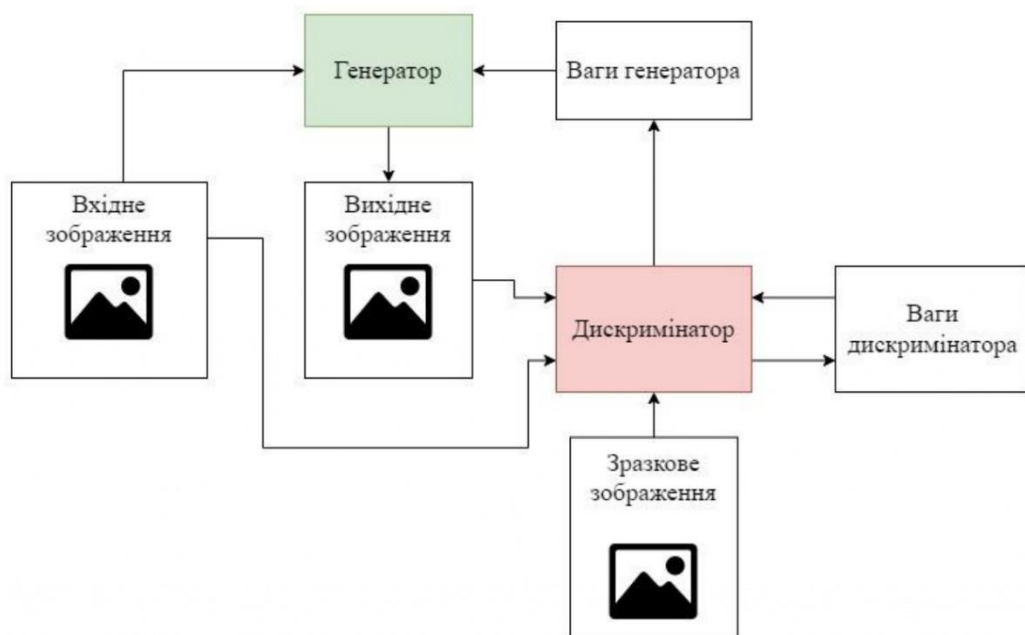 Генератор
Ваги генератора
Вхідне
зображення
Вихідне
зображення
Дискримінатор
Ваги
дискримінатора
Зразкове
зображення